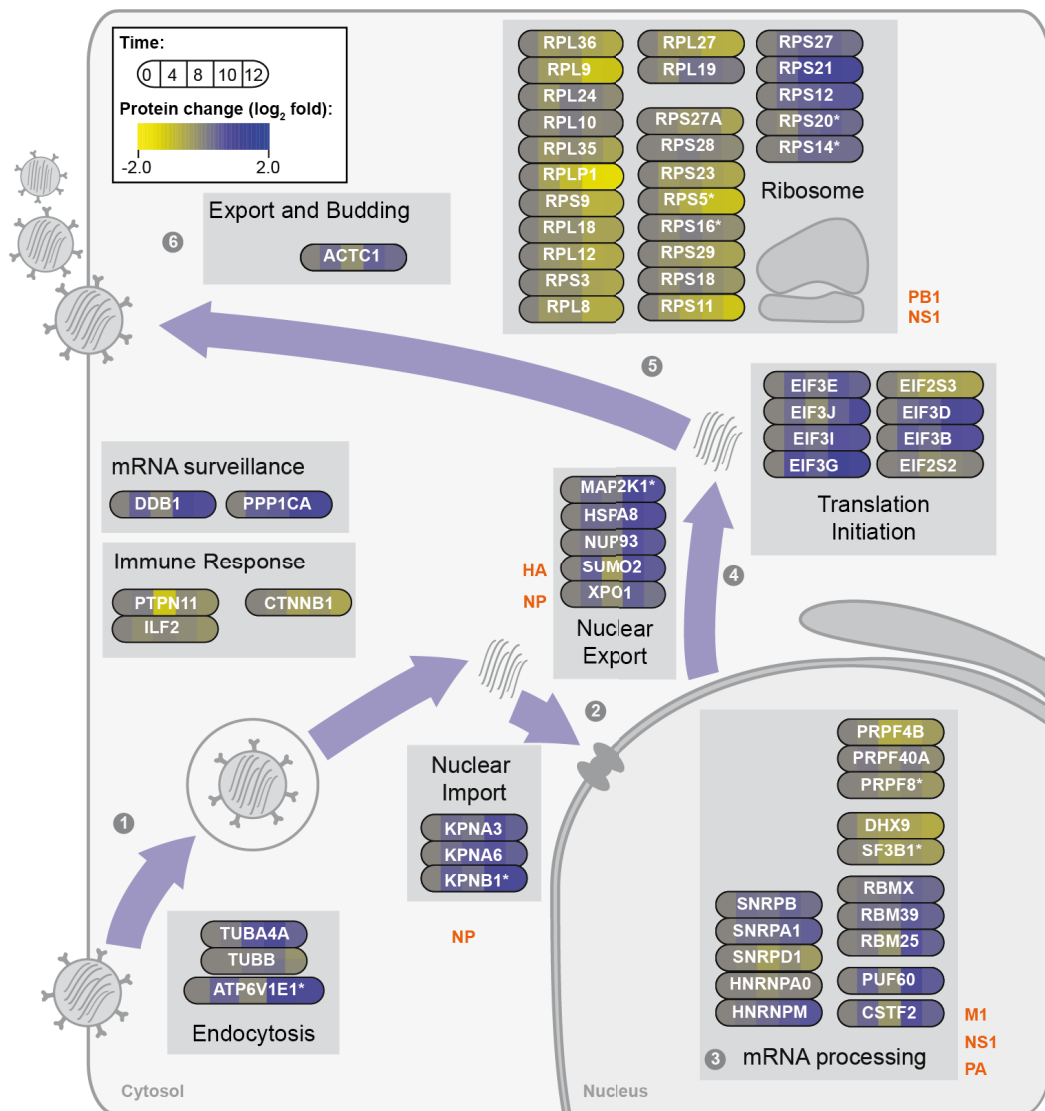 Time:
0 4 8 10 12
Protein change (log2 fold):
-2.0 2.0
RPL36
RPL9
RPL24
RPL10
RPL35
RPLP1
RPS9
RPL18
RPL12
RPS3
RPL8
RPL27
RPL19
RPS27A
RPS28
RPS23
RPS5*
RPS16*
RPS29
RPS18
RPS11
RPS27
RPS21
RPS12
RPS20*
RPS14*
Ribosome
PB1
NS1
Export and Budding
6
ACTC1
5
EIF3E
EIF3J
EIF3I
EIF3G
EIF2S3
EIF3D
EIF3B
EIF2S2
Translation
Initiation
mRNA surveillance
DDB1
PPP1CA
Immune Response
PTPN11
ILF2
CTNNB1
MAP2K1*
HSPA8
NUP93
SUMO2
XPO1
Nuclear
Export
HA
NP
4
2
Nuclear
Import
KPNA3
KPNA6
KPNB1*
NP
1
TUBA4A
TUBB
ATP6V1E1*
Endocytosis
PRPF4B
PRPF40A
PRPF8*
DHX9
SF3B1*
RBMX
RBM39
RBM25
PUF60
CSTF2
SNRPB
SNRPA1
SNRPD1
HNRNPA0
HNRNPM
3 mRNA processing
M1
NS1
PA
Cytosol
Nucleus